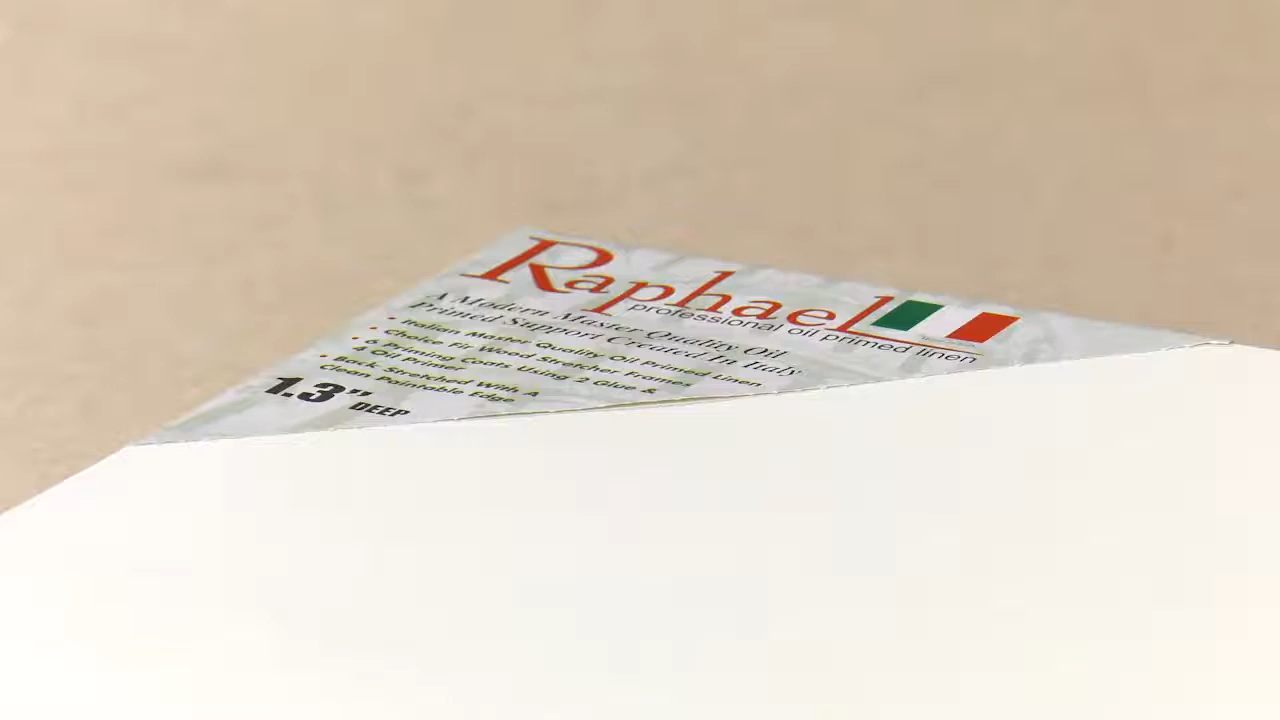 Raphael
professional oil primed linen
A Modern Master Quality Oil
Primed Support Created In Italy
• Italian Master Quality Oil Primed Linen
• Choice Fir Wood Stretcher Frames
• 6 Priming Coats Using 2 Glue &
4 Oil Primer
• Back Stretched With A
Clean Paintable Edge
1.3” DEEP